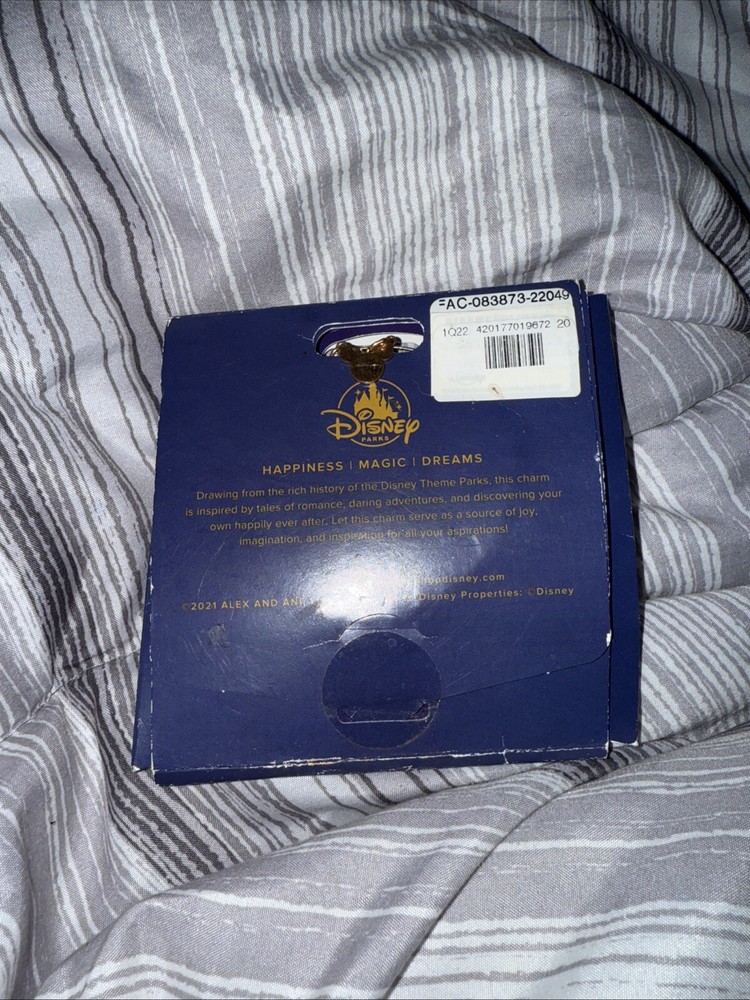 FAC-083873-22049
1Q22 420177019672 20
Disney
PARKS
HAPPINESS | MAGIC | DREAMS
Drawing from the rich history of the Disney Theme Parks, this charm
is inspired by tales of romance, daring adventures, and discovering your
own happily ever after. Let this charm serve as a source of joy,
imagination, and inspiration for all your aspirations!
shopdisney.com
©2021 ALEX AND ANI Disney Properties: ©Disney